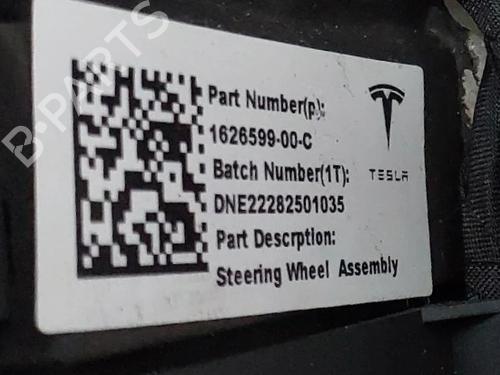 B-PARTS
Part Number(p):
1626599-00-C
Batch Number(1T):
DNE22282501035
Part Descrption:
Steering Wheel Assembly
TESLA